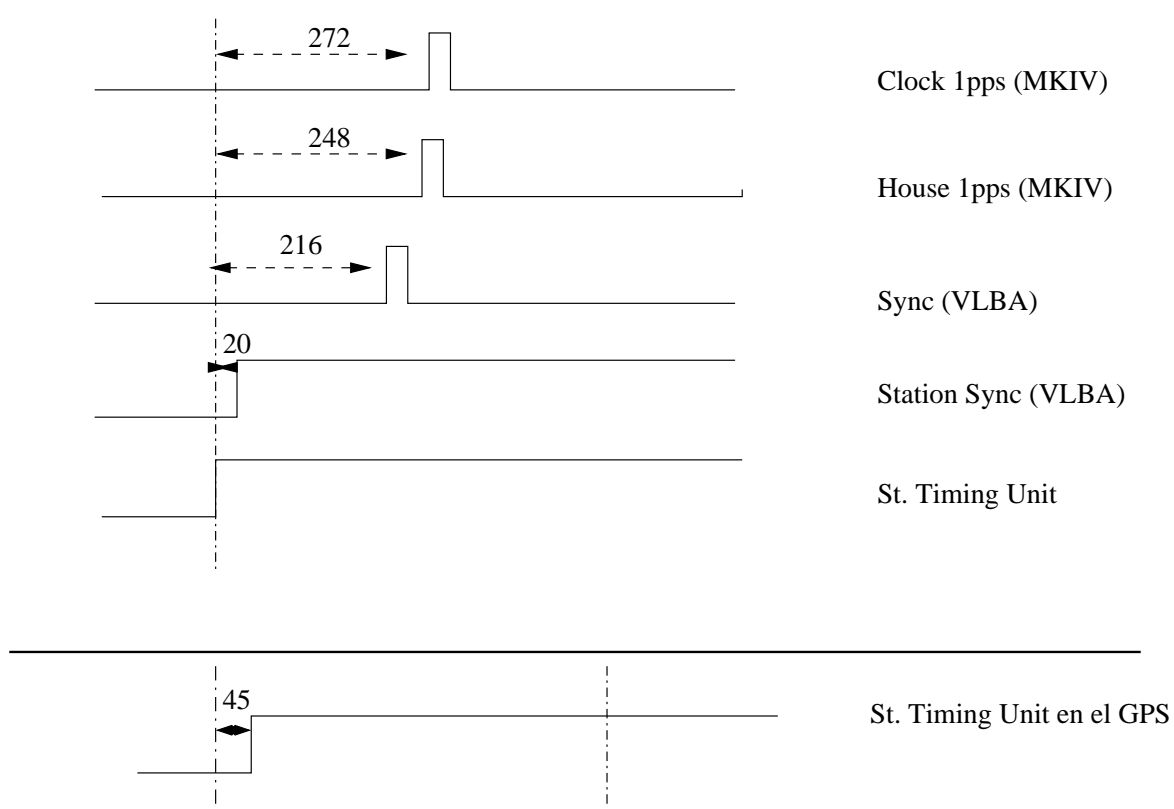 272
Clock 1pps (MKIV)
248
House 1pps (MKIV)
216
Sync (VLBA)
20
Station Sync (VLBA)
St. Timing Unit
45
St. Timing Unit en el GPS